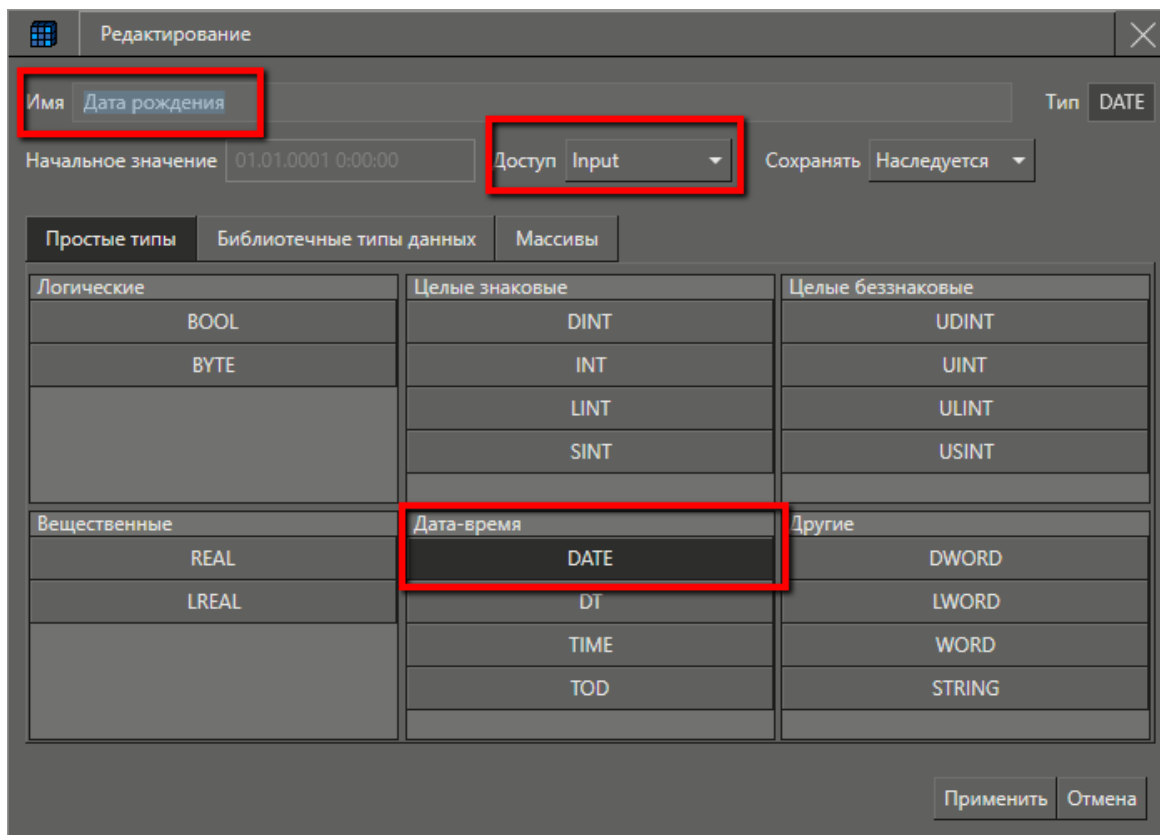 Редактирование
Имя Дата рождения Тип DATE
Начальное значение 01.01.0001 0:00:00 Доступ Input Сохранять Наследуется
Простые типы Библиотечные типы данных Массивы
Логические Целые знаковые Целые беззнаковые
BOOL DINT UDINT
BYTE INT UINT
LINT ULINT
SINT USINT
Вещественные Дата-время Другие
REAL DATE DWORD
LREAL DT LWORD
TIME WORD
TOD STRING
Применить Отмена